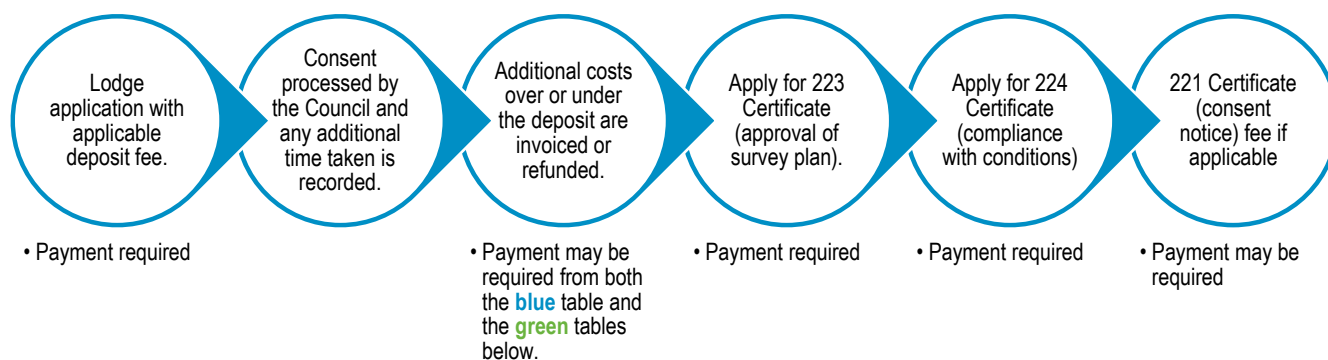 Lodge
application with
applicable
deposit fee.
Consent
processed by
the Council and
any additional
time taken is
recorded.
Additional costs
over or under
the deposit are
invoiced or
refunded.
Apply for 223
Certificate
(approval of
survey plan).
Apply for 224
Certificate
(compliance
with conditions)
221 Certificate
(consent
notice) fee if
applicable
• Payment required
• Payment may be
required from both
the blue table and
the green tables
below.
• Payment required
• Payment required
• Payment may be
required